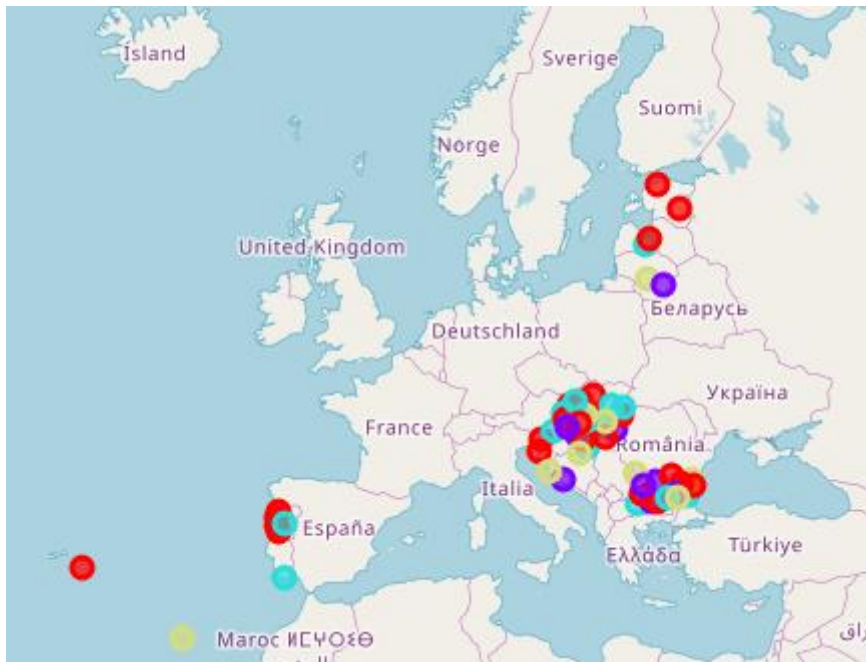 Ísland
Sverige
Suomi
Norge
United Kingdom
Беларусь
Deutschland
Україна
France
România
Italia
España
Türkiye
Ελλάδα
Maroc ⵍⵎⵖⵔⵉⴱ